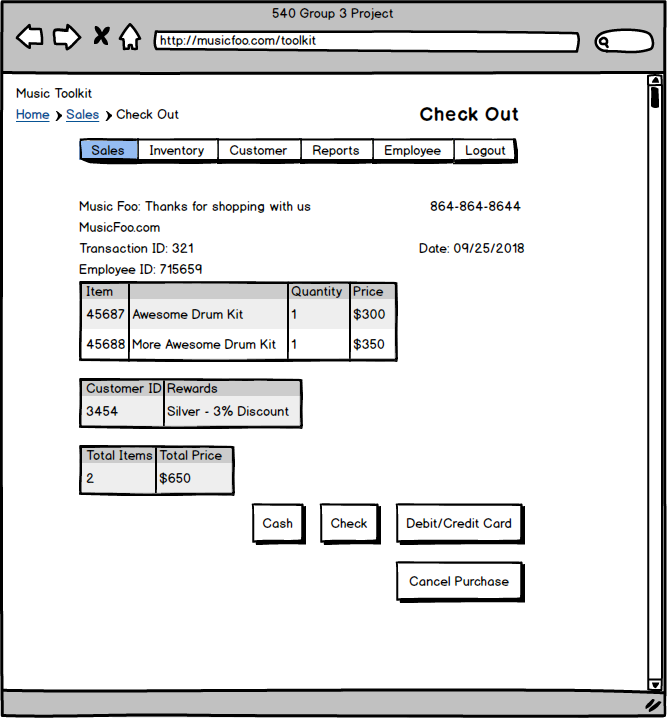 540 Group 3 Project
http://musicfoo.com/toolkit
Music Toolkit
Home Sales Check Out
Check Out
Sales Inventory Customer Reports Employee Logout
Music Foo: Thanks for shopping with us 864-864-8644
MusicFoo.com
Transaction ID: 321 Date: 09/25/2018
Employee ID: 715659
Item Quantity Price
45687 Awesome Drum Kit 1 $300
45688 More Awesome Drum Kit 1 $350
Customer ID Rewards
3454 Silver - 3% Discount
Total Items Total Price
2 $650
Cash Check Debit/Credit Card
Cancel Purchase